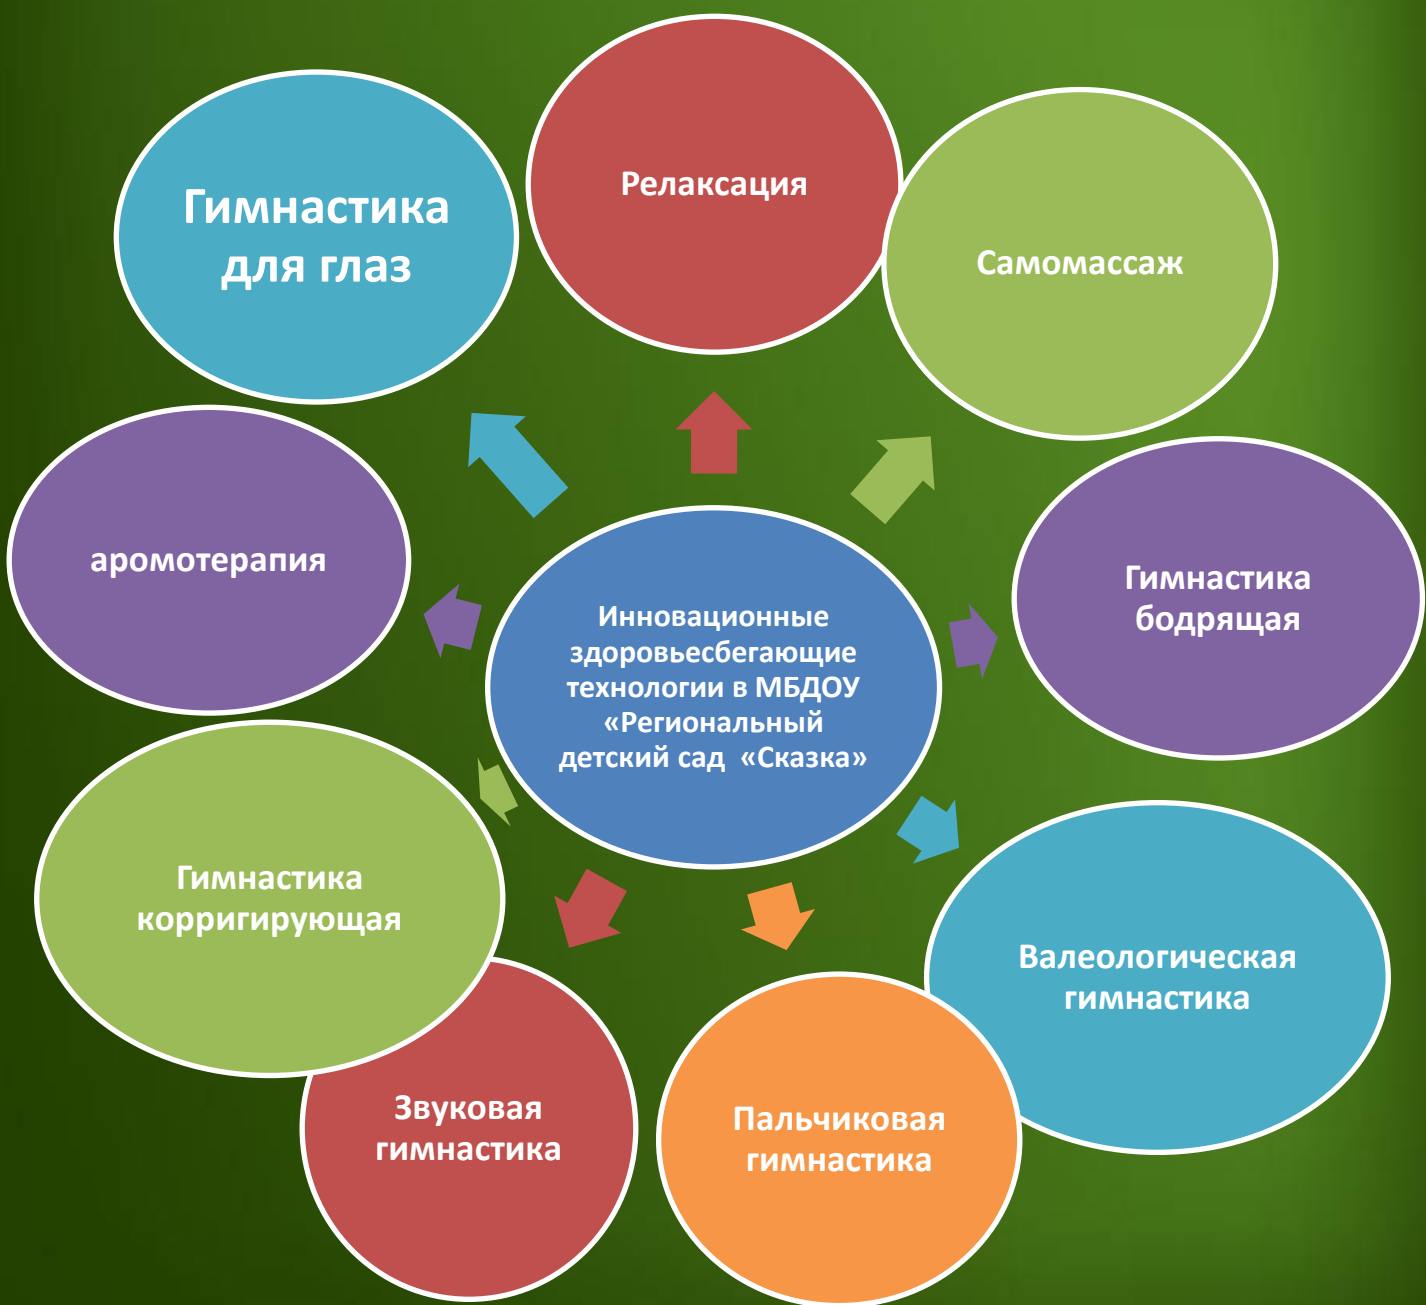 Релаксация
Гимнастика
для глаз
Самомассаж
аромотерапия
Гимнастика
бодрящая
Инновационные
здоровьесбегающие
технологии в МБДОУ
«Региональный
детский сад «Сказка»
Гимнастика
корригирующая
Валеологическая
гимнастика
Звуковая
гимнастика
Пальчиковая
гимнастика